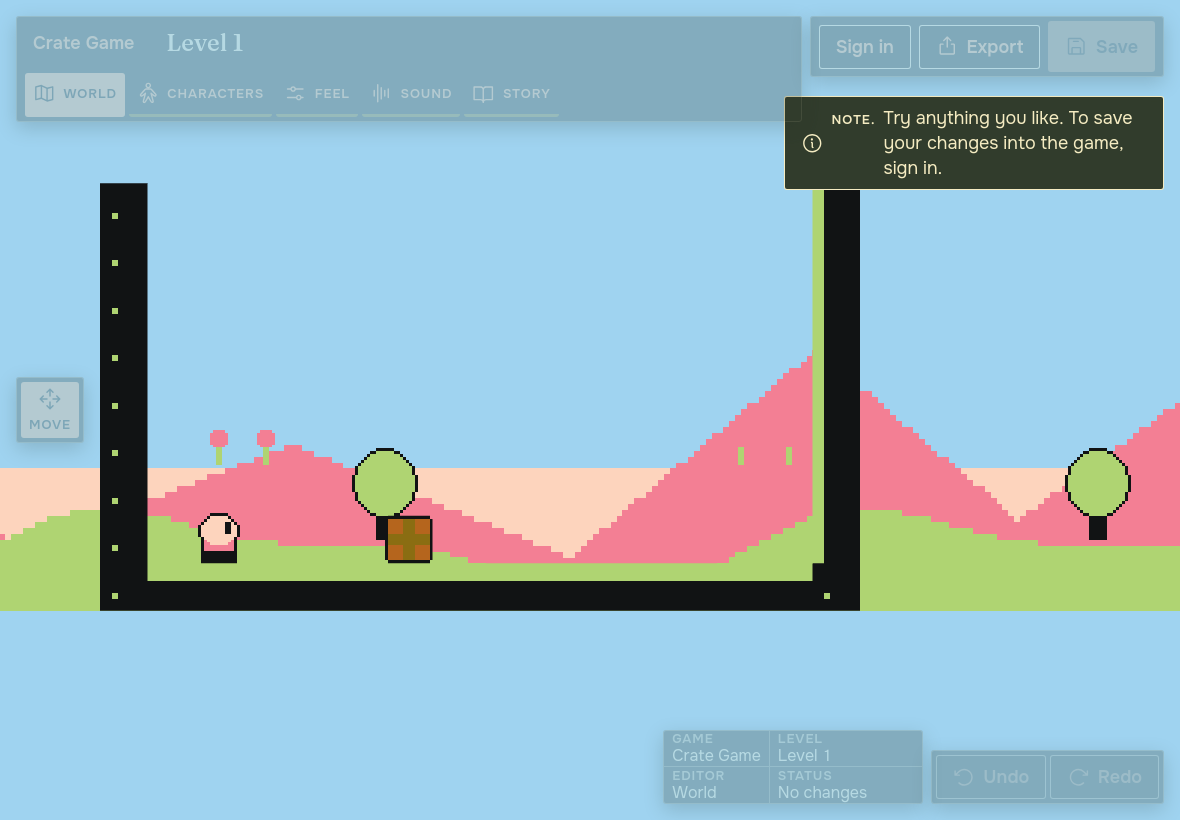 Crate Game Level 1
WORLD CHARACTERS FEEL SOUND STORY
Sign in Export Save
NOTE. Try anything you like. To save
your changes into the game,
sign in.
MOVE
GAME LEVEL
Crate Game Level 1
EDITOR STATUS
World No changes
Undo Redo